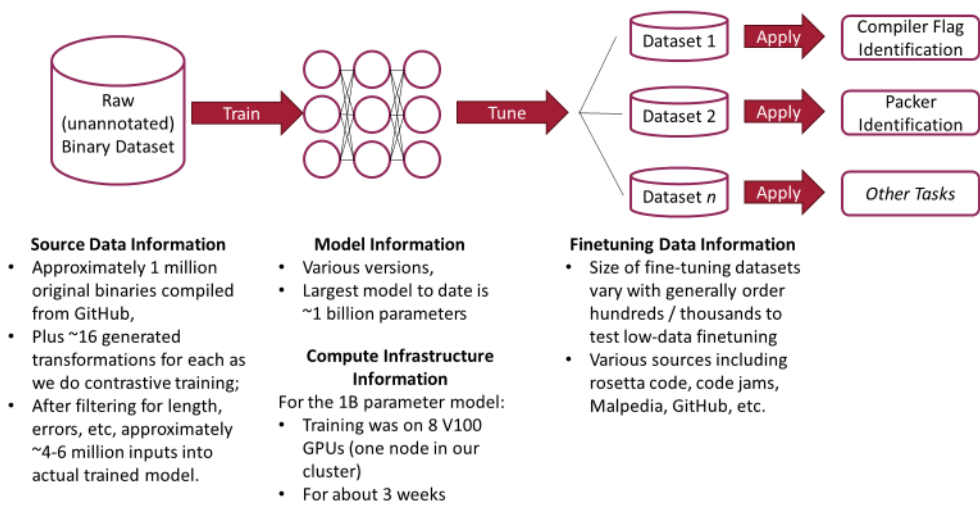 Raw
(unannotated)
Binary Dataset
Train
Tune
Dataset 1
Apply
Compiler Flag
Identification
Dataset 2
Apply
Packer
Identification
Dataset n
Apply
Other Tasks
Source Data Information
• Approximately 1 million
original binaries compiled
from GitHub,
• Plus ~16 generated
transformations for each as
we do contrastive training;
• After filtering for length,
errors, etc, approximately
~4-6 million inputs into
actual trained model.
Model Information
• Various versions,
• Largest model to date is
~1 billion parameters
Compute Infrastructure
Information
For the 1B parameter model:
• Training was on 8 V100
GPUs (one node in our
cluster)
• For about 3 weeks
Finetuning Data Information
• Size of fine-tuning datasets
vary with generally order
hundreds / thousands to
test low-data finetuning
• Various sources including
rosetta code, code jams,
Malpedia, GitHub, etc.